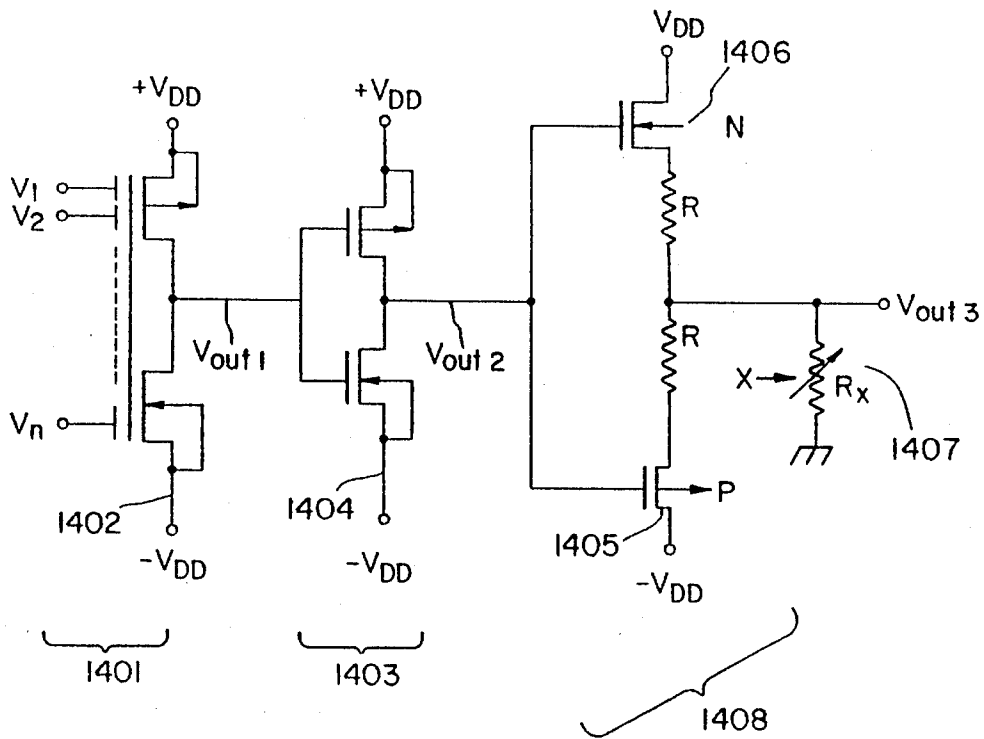 VDD
1406
+VDD
+VDD
N
V1
V2
R
Vout 1
Vout 2
Vout 3
R
X
RX
Vn
1407
1402
1404
P
1405
-VDD
-VDD
-VDD
1401
1403
1408